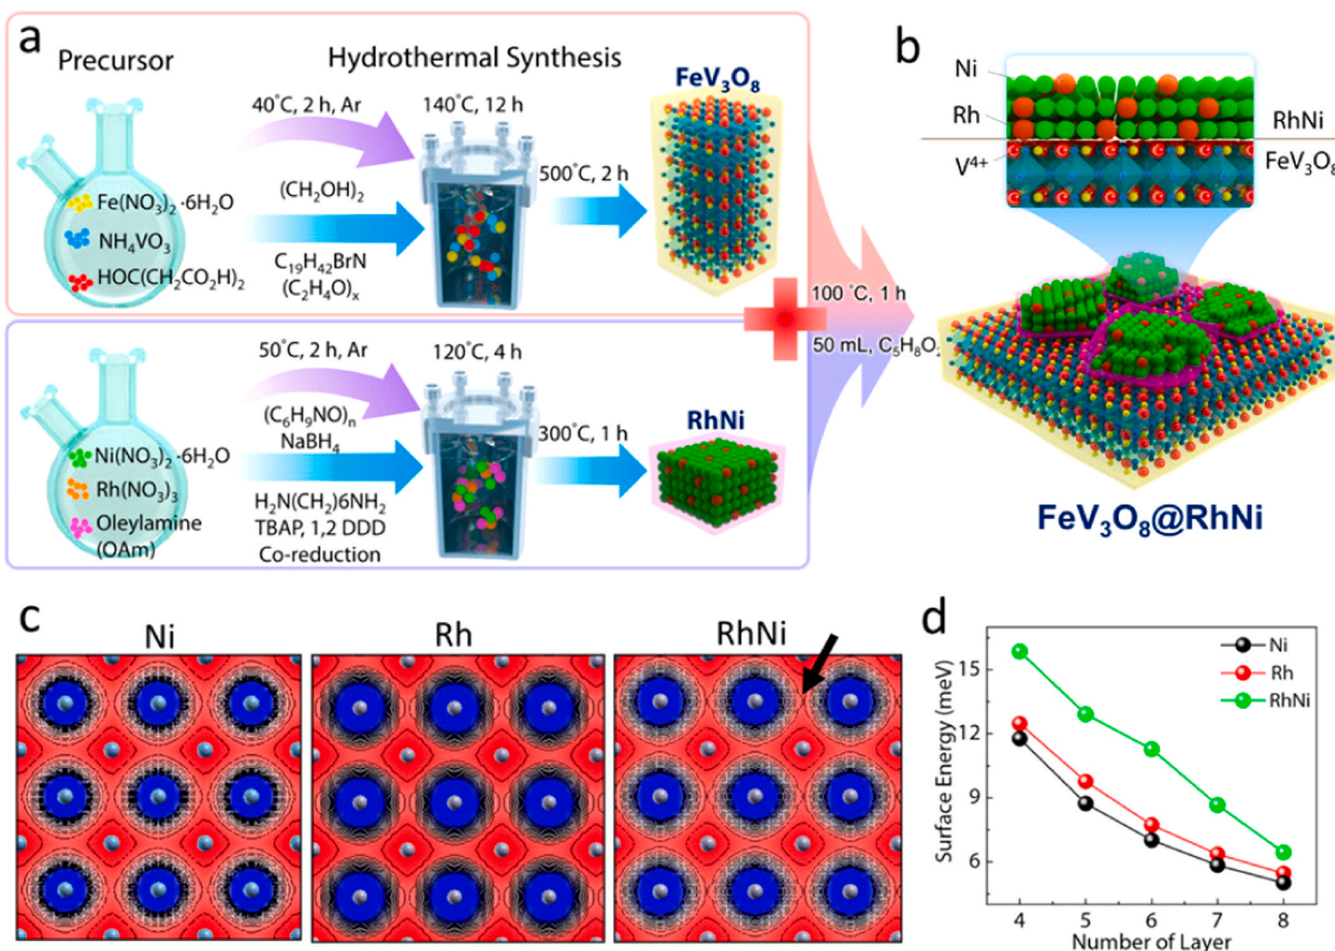 a
Precursor
Hydrothermal Synthesis
40°C, 2 h, Ar
140°C, 12 h
FeV₃O₈
(CH₂OH)₂
500°C, 2 h
Fe(NO₃)₂ ·6H₂O
NH₄VO₃
HOC(CH₂CO₂H)₂
C₁₉H₄₂BrN
(C₂H₄O)ₓ
50°C, 2 h, Ar
120°C, 4 h
(C₆H₉NO)ₙ
NaBH₄
300°C, 1 h
RhNi
Ni(NO₃)₂ ·6H₂O
Rh(NO₃)₃
Oleylamine
(OAm)
H₂N(CH₂)6NH₂
TBAP, 1,2 DDD
Co-reduction
100 °C, 1 h
50 mL, C₅H₈O₂
b
Ni
Rh
V⁴⁺
RhNi
FeV₃O₈
FeV₃O₈@RhNi
c
Ni
Rh
RhNi
d
Surface Energy (meV)
15
12
9
6
Ni
Rh
RhNi
4 5 6 7 8
Number of Layer